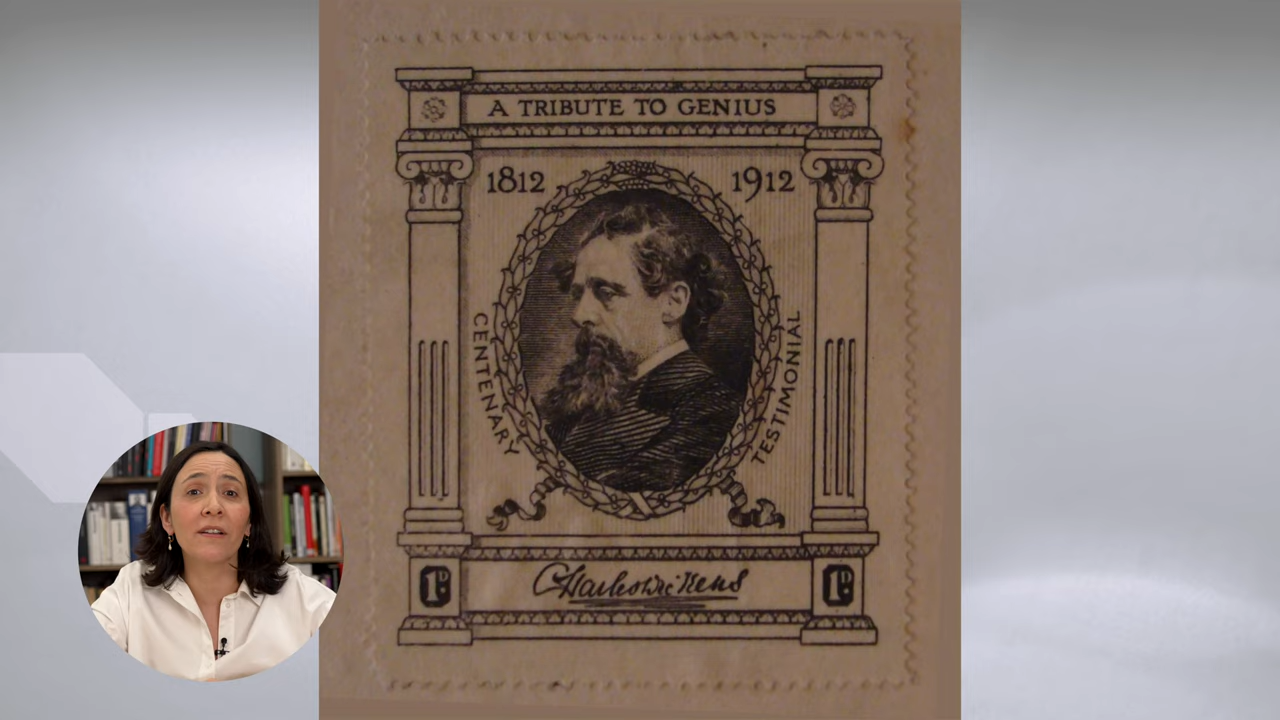 A TRIBUTE TO GENIUS
1812 1912
CENTENARY
TESTIMONIAL
Charles Dickens
1D. 1D.